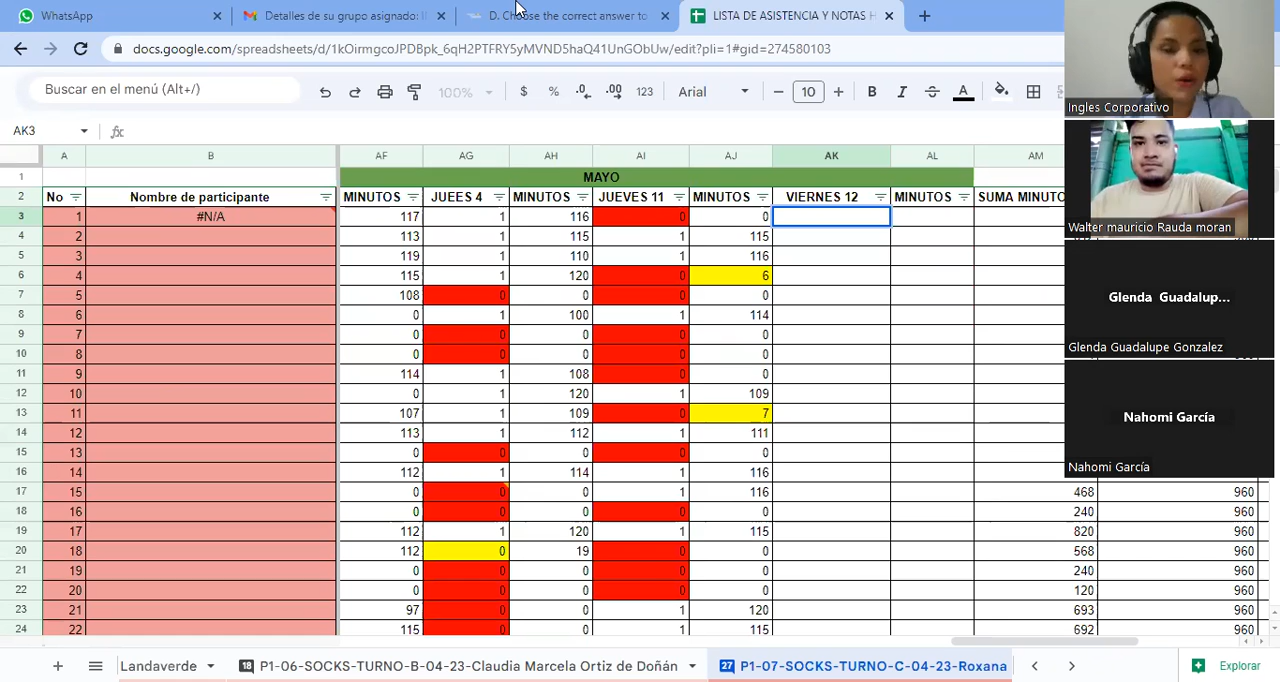 WhatsApp × Detalles de su grupo asignado: I × D. Choose the correct answer to × LISTA DE ASISTENCIA Y NOTAS H × +
docs.google.com/spreadsheets/d/1kOirmgcoJPDBpk_6qH2PTFRY5yMVND5haQ41UnGObUw/edit?pli=1#gid=274580103
Buscar en el menú (Alt+/) 100% $ % .0 .00 123 Arial − 10 + B I A
AK3 fx
A B AF AG AH AI AJ AK AL AM
1 MAYO
2 No Nombre de participante MINUTOS JUEES 4 MINUTOS JUEVES 11 MINUTOS VIERNES 12 MINUTOS SUMA MINUTO
3 1 #N/A 117 1 116 0 0
4 2 113 1 115 1 115
5 3 119 1 110 1 116
6 4 115 1 120 0 6
7 5 108 0 0 0 0
8 6 0 1 100 1 114
9 7 0 0 0 0 0
10 8 0 0 0 0 0
11 9 114 1 108 0 0
12 10 0 1 120 1 109
13 11 107 1 109 0 7
14 12 113 1 112 1 111
15 13 0 0 0 0 0
16 14 112 1 114 1 116
17 15 0 0 0 1 116 468 960
18 16 0 0 0 0 0 240 960
19 17 112 1 120 1 115 820 960
20 18 112 0 19 0 0 568 960
21 19 0 0 0 0 0 240 960
22 20 0 0 0 0 0 120 960
23 21 97 0 0 1 120 693 960
24 22 115 0 0 1 115 692 960
+ Landaverde 18 P1-06-SOCKS-TURNO-B-04-23-Claudia Marcela Ortiz de Doñán 27 P1-07-SOCKS-TURNO-C-04-23-Roxana Explorar
Ingles Corporativo
Walter mauricio Rauda moran
Glenda Guadalup...
Glenda Guadalupe Gonzalez
Nahomi García
Nahomi García